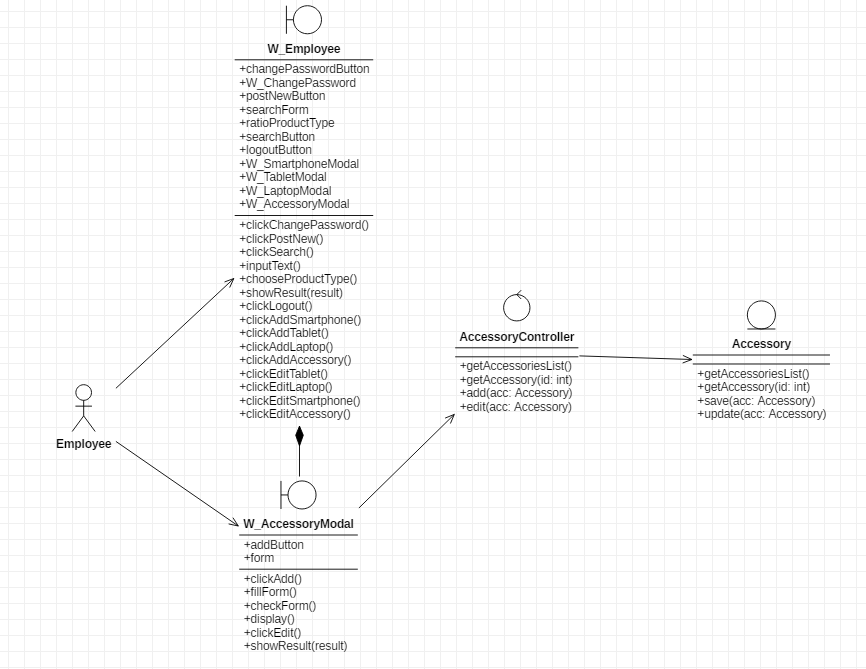 W_Employee
+changePasswordButton
+W_ChangePassword
+postNewButton
+searchForm
+ratioProductType
+searchButton
+logoutButton
+W_SmartphoneModal
+W_TabletModal
+W_LaptopModal
+W_AccessoryModal
+clickChangePassword()
+clickPostNew()
+clickSearch()
+inputText()
+chooseProductType()
+showResult(result)
+clickLogout()
+clickAddSmartphone()
+clickAddTablet()
+clickAddLaptop()
+clickAddAccessory()
+clickEditTablet()
+clickEditLaptop()
+clickEditSmartphone()
+clickEditAccessory()
Employee
W_AccessoryModal
+addButton
+form
+clickAdd()
+fillForm()
+checkForm()
+display()
+clickEdit()
+showResult(result)
AccessoryController
+getAccessoriesList()
+getAccessory(id: int)
+add(acc: Accessory)
+edit(acc: Accessory)
Accessory
+getAccessoriesList()
+getAccessory(id: int)
+save(acc: Accessory)
+update(acc: Accessory)